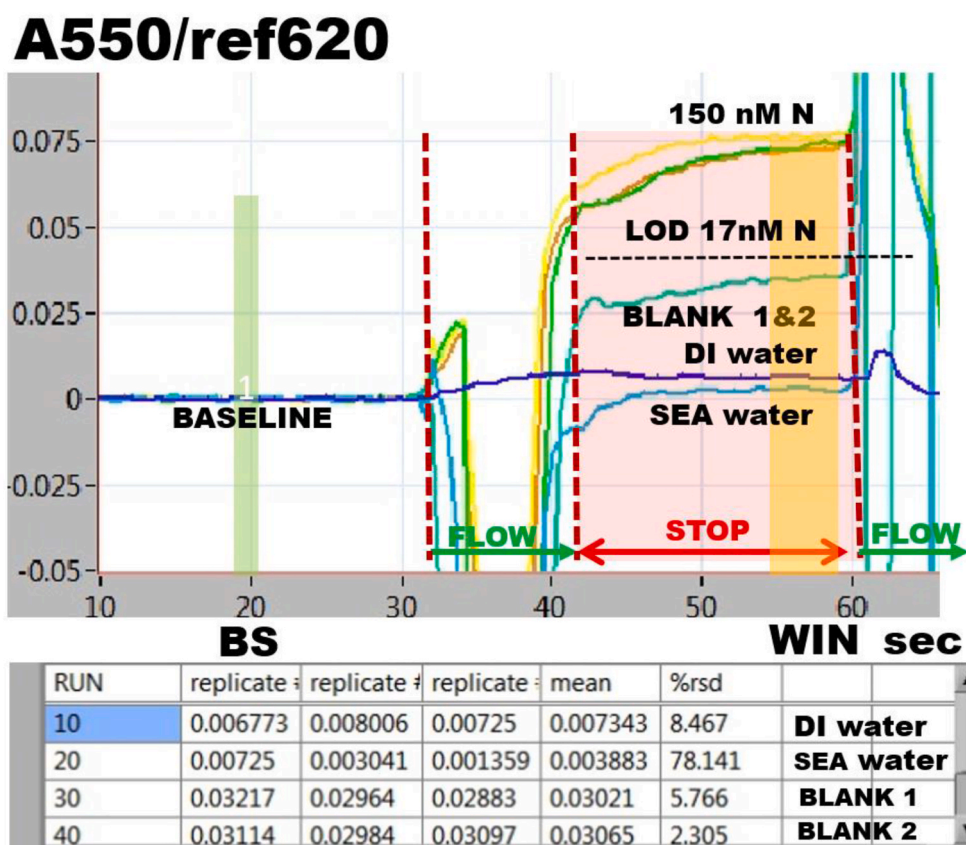 A550/ref620
150 nM N
0.075
0.05
LOD 17nM N
0.025
BLANK 1&2
DI water
0
1
BASELINE
SEA water
-0.025
FLOW
STOP
FLOW
-0.05
10 20 30 40 50 60
BS WIN sec
RUN replicate replicate # replicate mean %rsd
10 0.006773 0.008006 0.00725 0.007343 8.467 DI water
20 0.00725 0.003041 0.001359 0.003883 78.141 SEA water
30 0.03217 0.02964 0.02883 0.03021 5.766 BLANK 1
40 0.03114 0.02984 0.03097 0.03065 2.305 BLANK 2